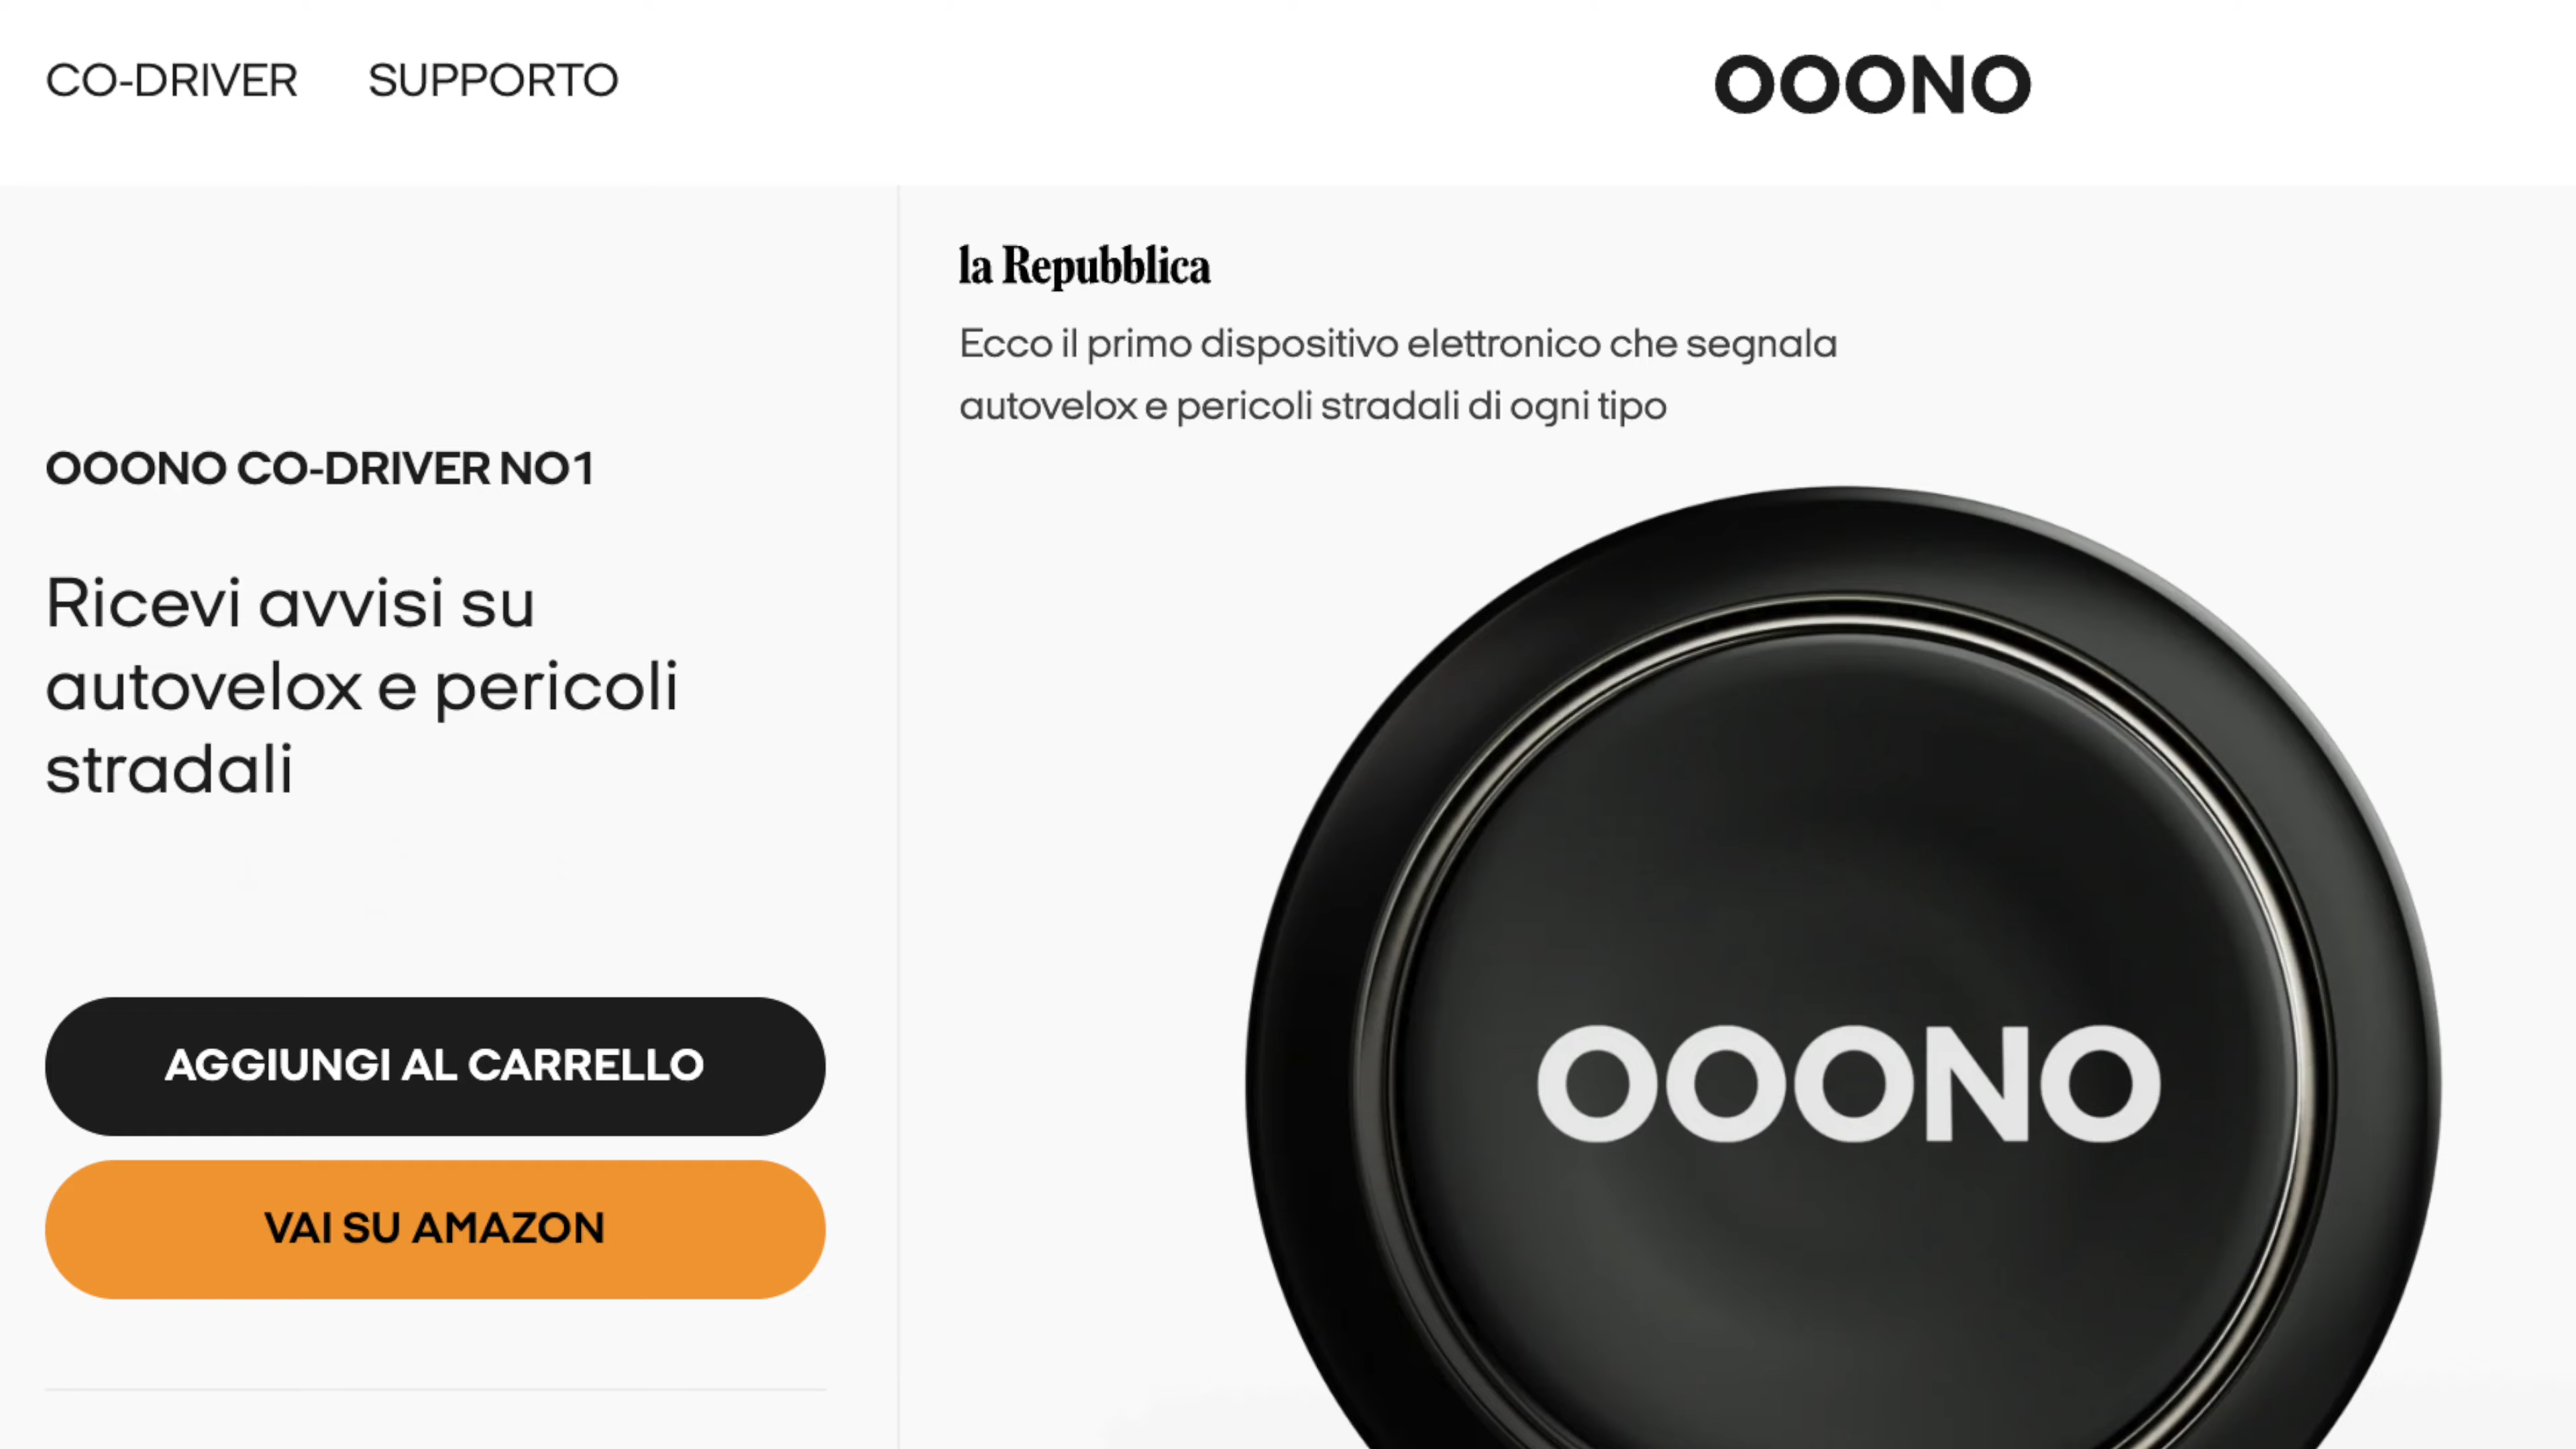 CO-DRIVER
SUPPORTO
OOONO
OOONO CO-DRIVER NO1
Ricevi avvisi su
autovelox e pericoli
stradali
AGGIUNGI AL CARRELLO
VAI SU AMAZON
la Repubblica
Ecco il primo dispositivo elettronico che segnala
autovelox e pericoli stradali di ogni tipo
OOONO